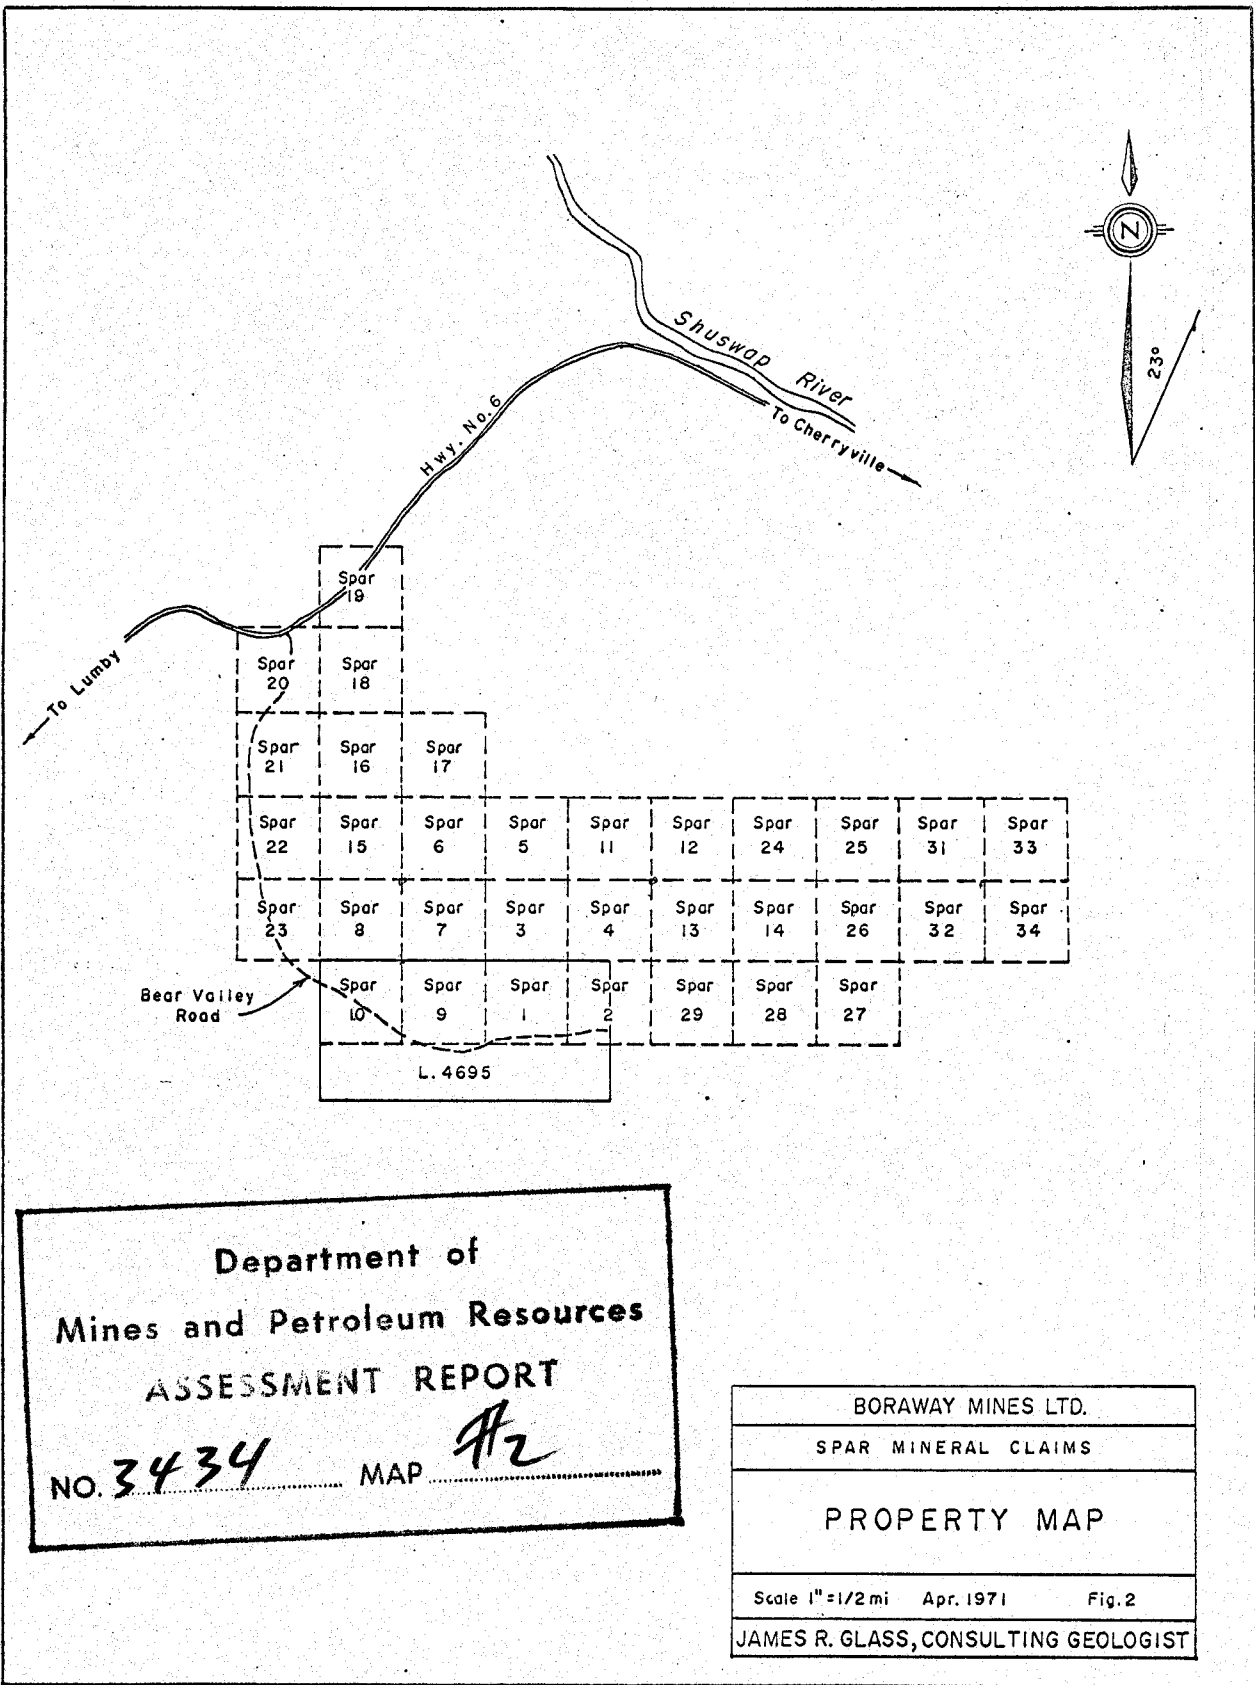 N
23°
Shuswap River
Hwy. No. 6
To Cherryville
To Lumby
Spar 19
Spar 20
Spar 18
Spar 21
Spar 16
Spar 17
Spar 22
Spar 15
Spar 6
Spar 5
Spar 11
Spar 12
Spar 24
Spar 25
Spar 31
Spar 33
Spar 23
Spar 8
Spar 7
Spar 3
Spar 4
Spar 13
Spar 14
Spar 26
Spar 32
Spar 34
Bear Valley
Road
Spar 10
Spar 9
Spar 1
Spar 2
Spar 29
Spar 28
Spar 27
L. 4695
Department of
Mines and Petroleum Resources
ASSESSMENT REPORT
NO. 3434 MAP #2
BORAWAY MINES LTD.
SPAR MINERAL CLAIMS
PROPERTY MAP
Scale 1"=1/2 mi Apr. 1971 Fig. 2
JAMES R. GLASS, CONSULTING GEOLOGIST